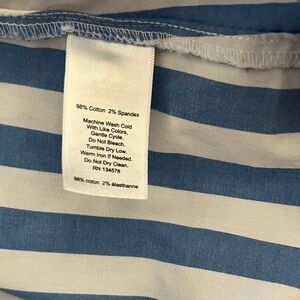 98% Cotton 2% Spandex
Machine Wash Cold
With Like Colors,
Gentle Cycle.
Do Not Bleach.
Tumble Dry Low.
Warm Iron If Needed.
Do Not Dry Clean.
RN 134578
98% coton 2% élasthanne